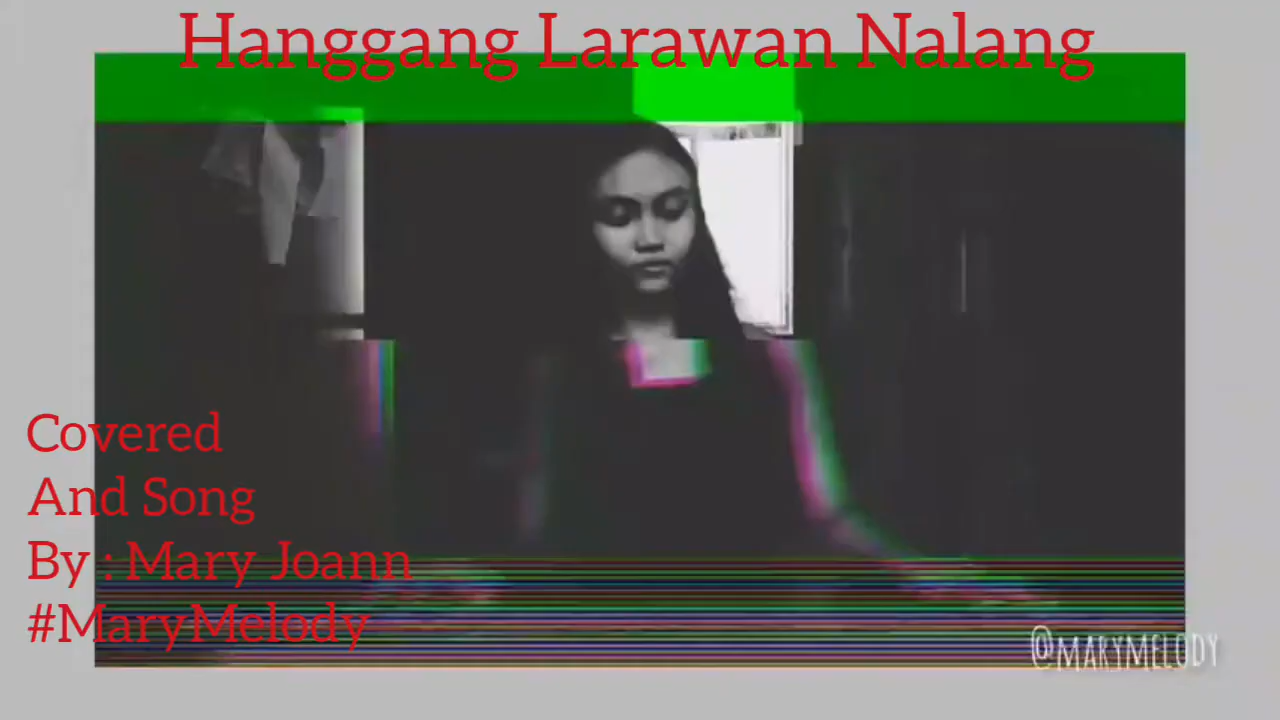 Hanggang Larawan Nalang
Covered
And Song
By : Mary Joann
#MaryMelody
@MARYMELODY